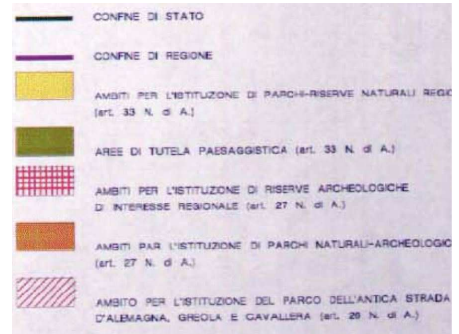 CONFINE DI STATO
CONFINE DI REGIONE
AMBITI PER L'ISTITUZIONE DI PARCHI-RISERVE NATURALI REGIO
(art. 33 N. di A.)
AREE DI TUTELA PAESAGGISTICA (art. 33 N. di A.)
AMBITI PER L'ISTITUZIONE DI RISERVE ARCHEOLOGICHE
DI INTERESSE REGIONALE (art. 27 N. di A.)
AMBITI PAR L'ISTITUZIONE DI PARCHI NATURALI-ARCHEOLOGIC
(art. 27 N. di A.)
AMBITO PER L'ISTITUZIONE DEL PARCO DELL'ANTICA STRADA
D'ALEMAGNA, GREOLA E CAVALLERA (art. 26 N. di A.)